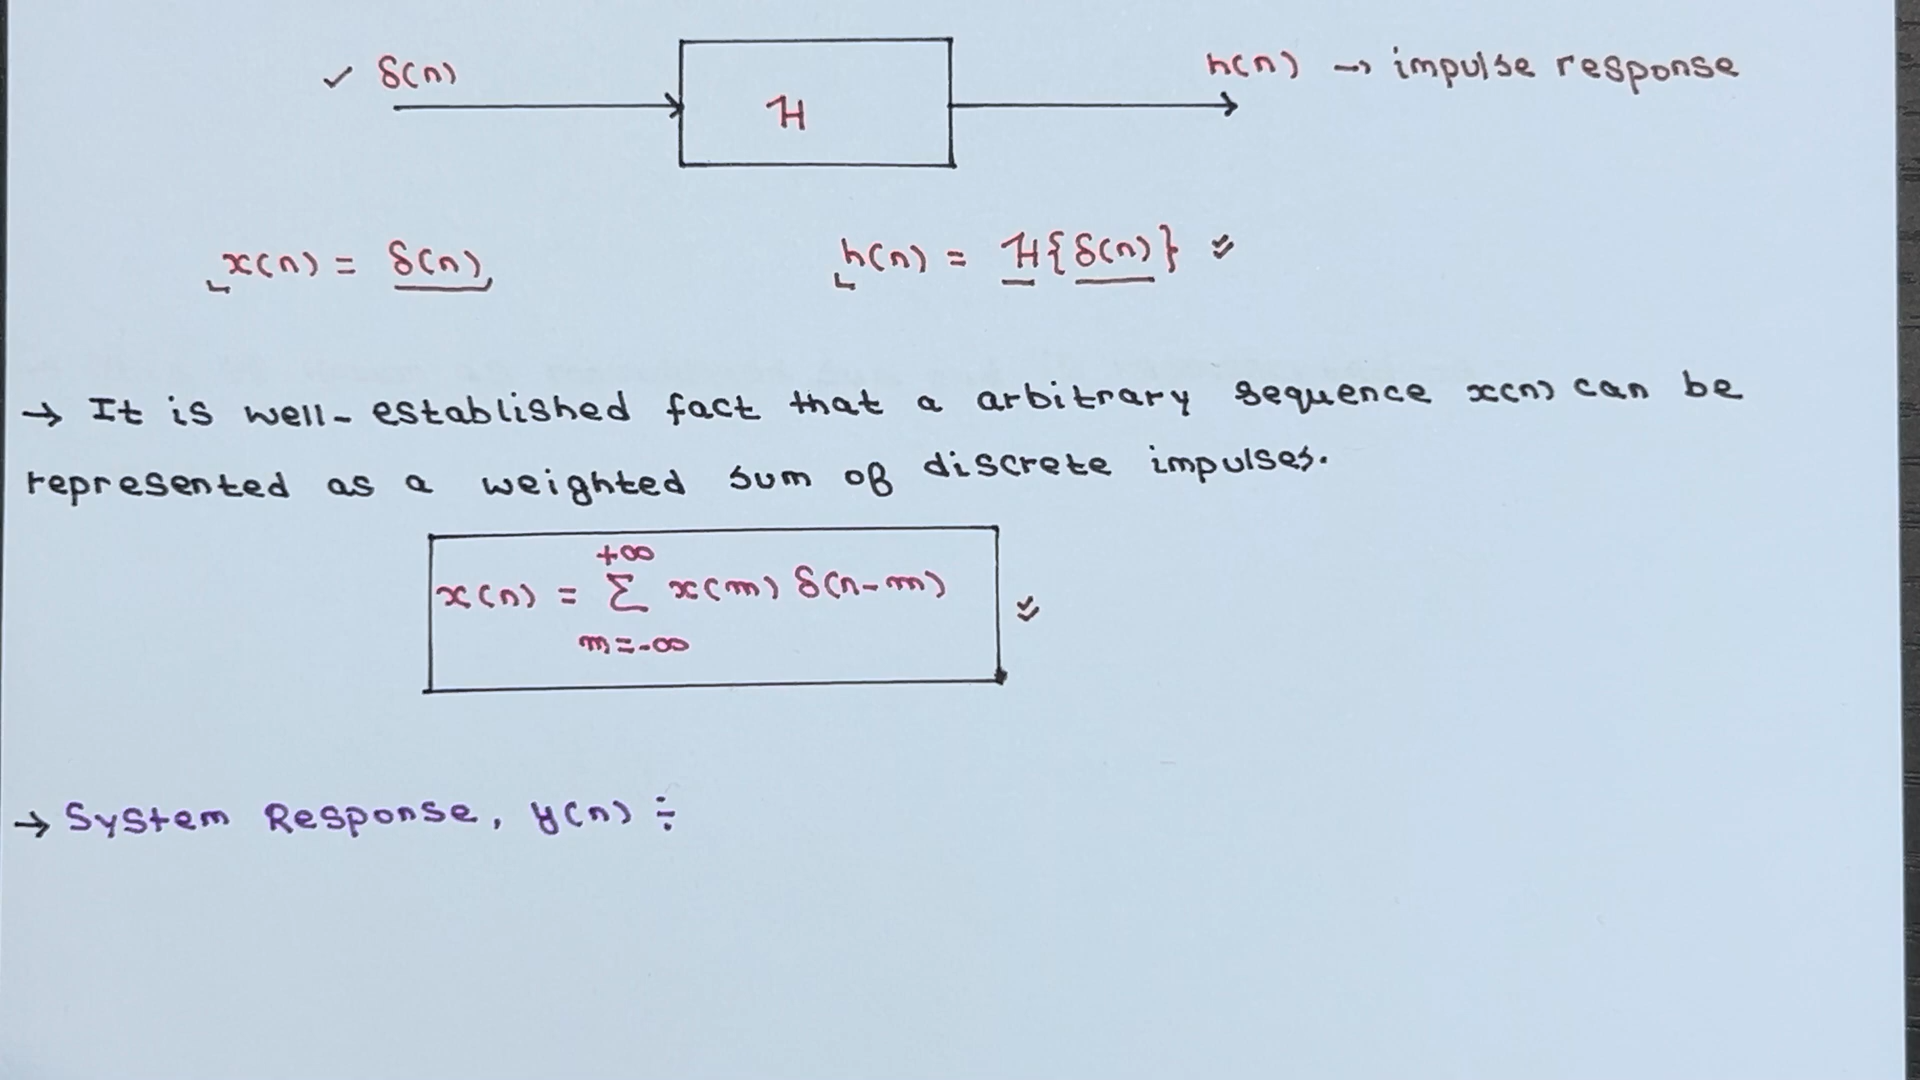 ✓ δ(n) H h(n) → impulse response
x(n) = δ(n) h(n) = H{δ(n)}
→ It is well-established fact that a arbitrary sequence x(n) can be
represented as a weighted sum of discrete impulses.
+∞
x(n) = Σ x(m) δ(n-m)
m=-∞
→ System Response, y(n) ÷